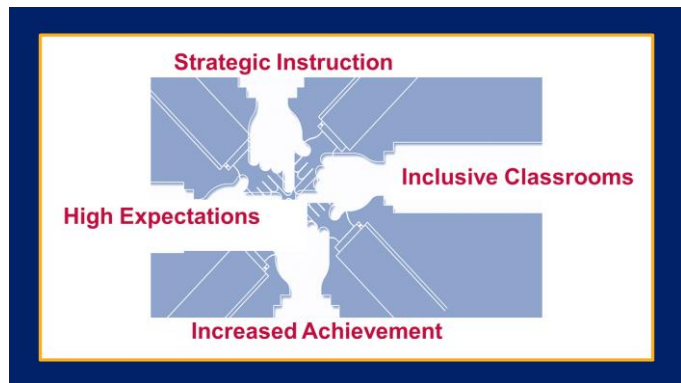 Strategic Instruction
Inclusive Classrooms
High Expectations
Increased Achievement